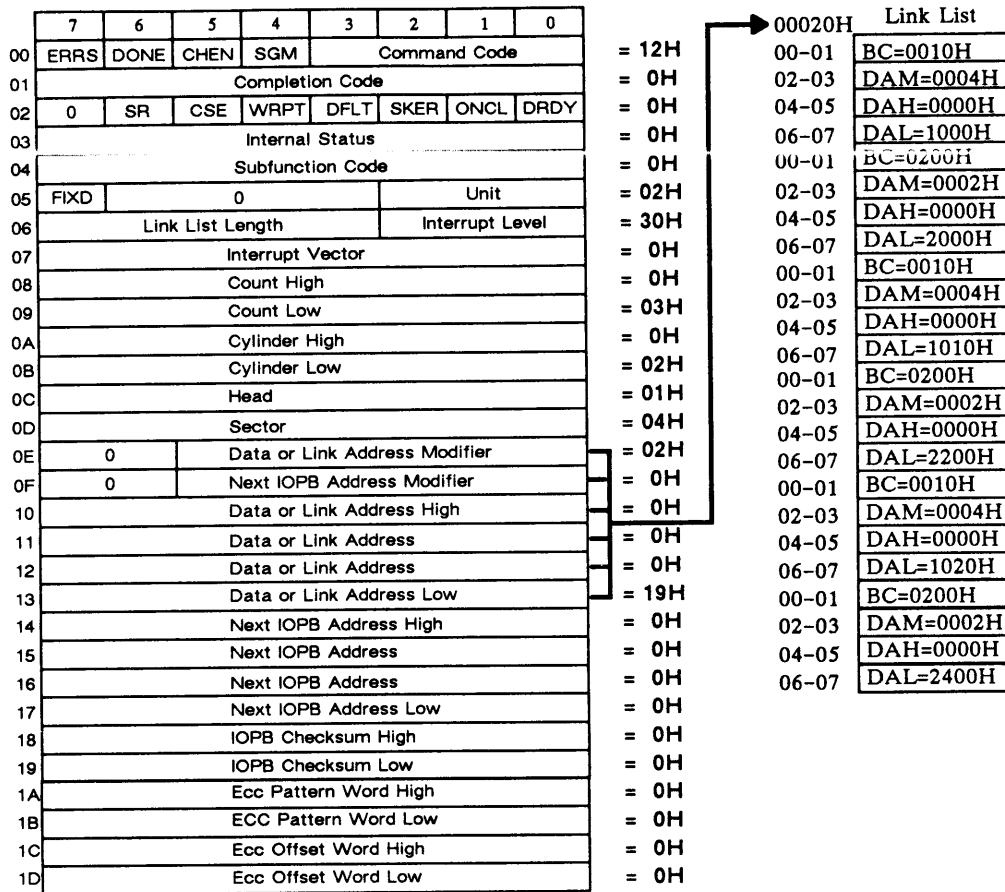 7 6 5 4 3 2 1 0
00 ERRS DONE CHEN SGM Command Code = 12H
01 Completion Code = 0H
02 0 SR CSE WRPT DFLT SKER ONCL DRDY = 0H
03 Internal Status = 0H
04 Subfunction Code = 0H
05 FIXD 0 Unit = 02H
06 Link List Length Interrupt Level = 30H
07 Interrupt Vector = 0H
08 Count High = 0H
09 Count Low = 03H
0A Cylinder High = 0H
0B Cylinder Low = 02H
0C Head = 01H
0D Sector = 04H
0E 0 Data or Link Address Modifier = 02H
0F 0 Next IOPB Address Modifier = 0H
10 Data or Link Address High = 0H
11 Data or Link Address = 0H
12 Data or Link Address = 0H
13 Data or Link Address Low = 19H
14 Next IOPB Address High = 0H
15 Next IOPB Address = 0H
16 Next IOPB Address = 0H
17 Next IOPB Address Low = 0H
18 IOPB Checksum High = 0H
19 IOPB Checksum Low = 0H
1A Ecc Pattern Word High = 0H
1B ECC Pattern Word Low = 0H
1C Ecc Offset Word High = 0H
1D Ecc Offset Word Low = 0H
00020H Link List
00-01 BC=0010H
02-03 DAM=0004H
04-05 DAH=0000H
06-07 DAL=1000H
00-01 BC=0200H
02-03 DAM=0002H
04-05 DAH=0000H
06-07 DAL=2000H
00-01 BC=0010H
02-03 DAM=0004H
04-05 DAH=0000H
06-07 DAL=1010H
00-01 BC=0200H
02-03 DAM=0002H
04-05 DAH=0000H
06-07 DAL=2200H
00-01 BC=0010H
02-03 DAM=0004H
04-05 DAH=0000H
06-07 DAL=1020H
00-01 BC=0200H
02-03 DAM=0002H
04-05 DAH=0000H
06-07 DAL=2400H